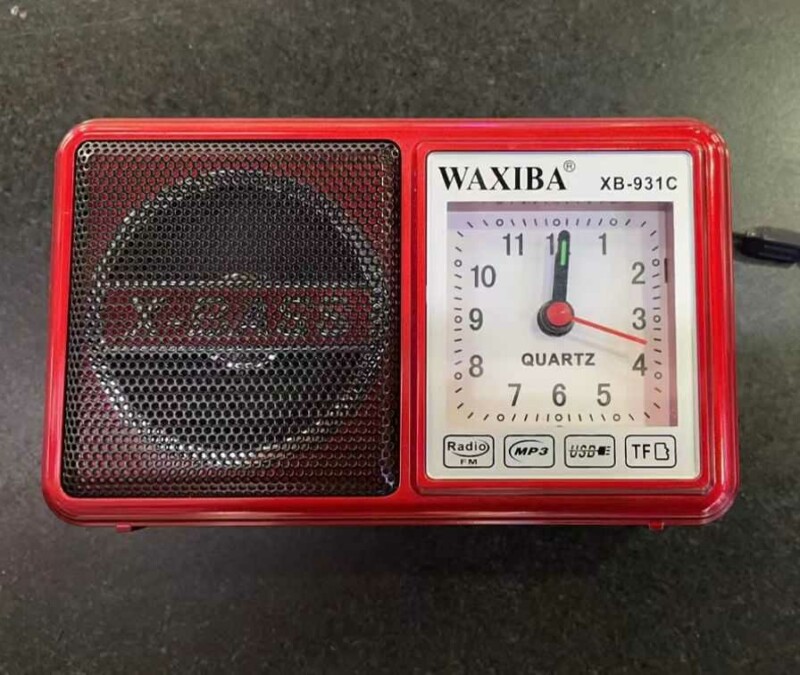 WAXIBA®
XB-931C
X-BASS
11 12 1
10 2
9 3
8 4
QUARTZ
7 6 5
Radio
FM
MP3
USB
TF